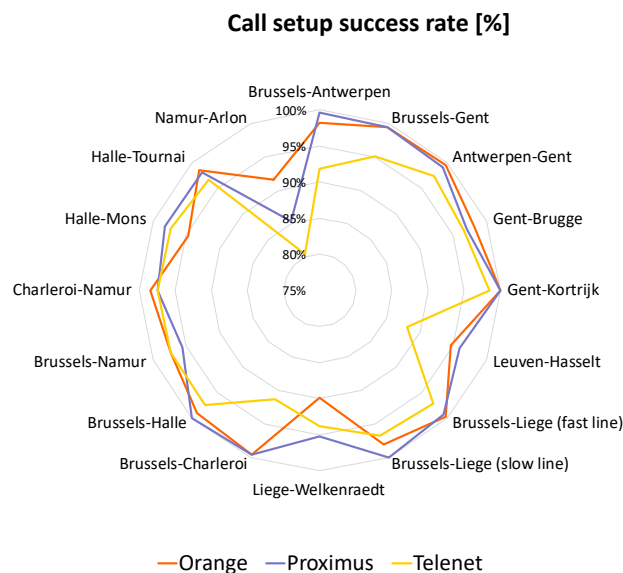 Call setup success rate [%]
Brussels-Antwerpen
Namur-Arlon
100%
Brussels-Gent
Halle-Tournai
95%
Antwerpen-Gent
90%
Halle-Mons
85%
Gent-Brugge
80%
Charleroi-Namur
75%
Gent-Kortrijk
Brussels-Namur
Leuven-Hasselt
Brussels-Halle
Brussels-Liege (fast line)
Brussels-Charleroi
Brussels-Liege (slow line)
Liege-Welkenraedt
Orange Proximus Telenet